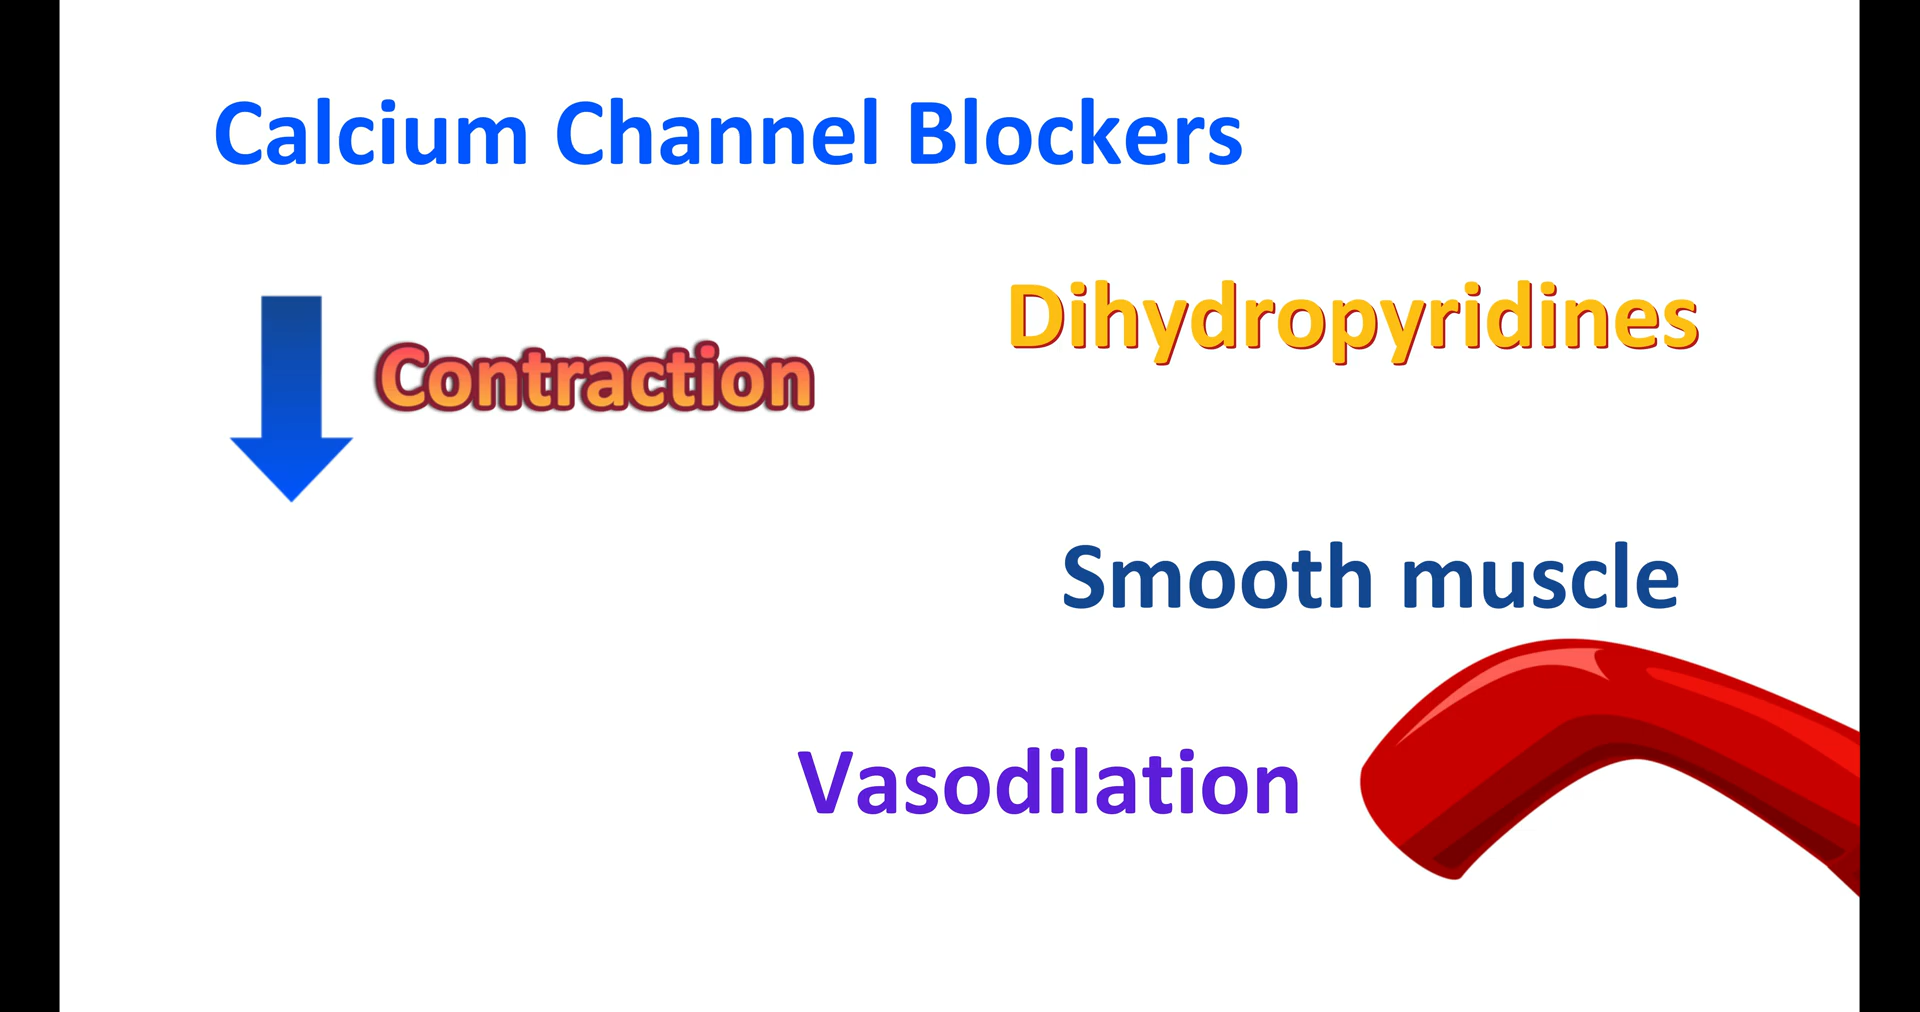 Calcium Channel Blockers
Dihydropyridines
Contraction
Smooth muscle
Vasodilation